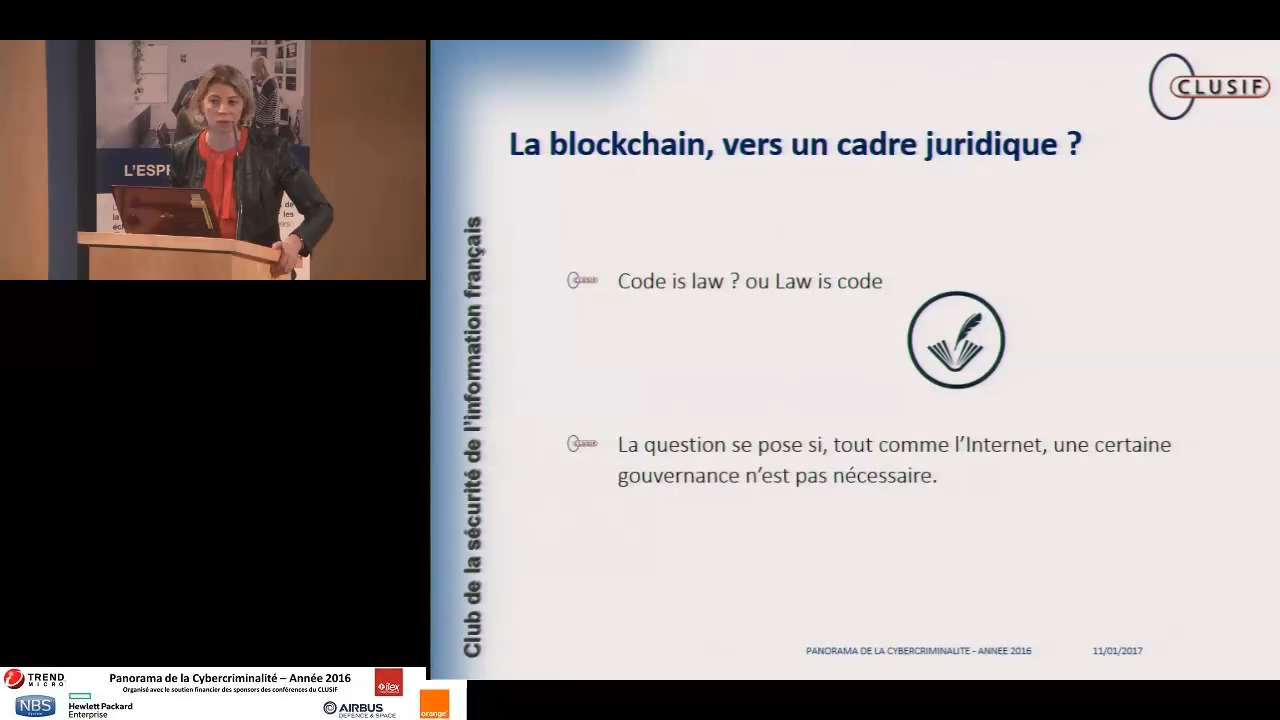 L'ESP
CLUSIF
La blockchain, vers un cadre juridique ?
Club de la sécurité de l'information français
CLUSIF Code is law ? ou Law is code
CLUSIF La question se pose si, tout comme l'Internet, une certaine
gouvernance n'est pas nécessaire.
PANORAMA DE LA CYBERCRIMINALITE - ANNEE 2016 11/01/2017
TREND
MICRO
Panorama de la Cybercriminalité – Année 2016
Organisé avec le soutien financier des sponsors des conférences du CLUSIF
ilex
NBS
Hewlett Packard
Enterprise
AIRBUS
DEFENCE & SPACE
orange